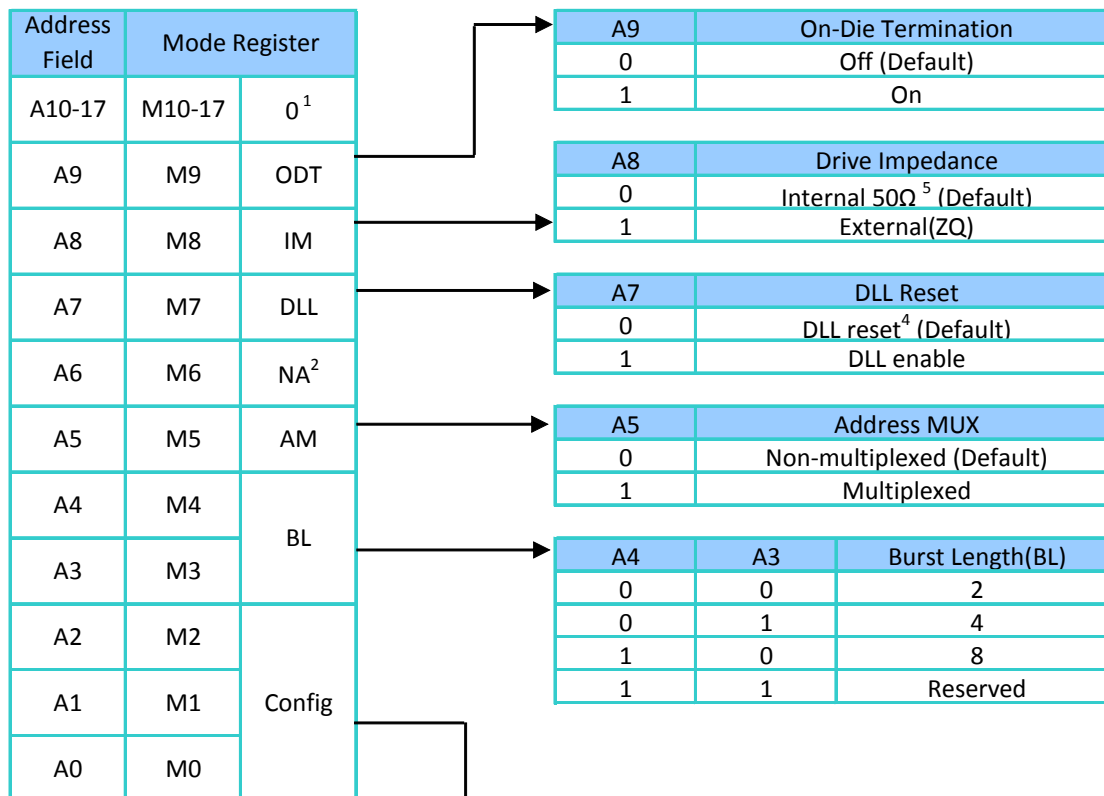 Address Field Mode Register
A10-17 M10-17 0¹
A9 M9 ODT
A8 M8 IM
A7 M7 DLL
A6 M6 NA²
A5 M5 AM
A4 M4 BL
A3 M3
A2 M2 Config
A1 M1
A0 M0
A9 On-Die Termination
0 Off (Default)
1 On
A8 Drive Impedance
0 Internal 50Ω ⁵ (Default)
1 External(ZQ)
A7 DLL Reset
0 DLL reset⁴ (Default)
1 DLL enable
A5 Address MUX
0 Non-multiplexed (Default)
1 Multiplexed
A4 A3 Burst Length(BL)
0 0 2
0 1 4
1 0 8
1 1 Reserved